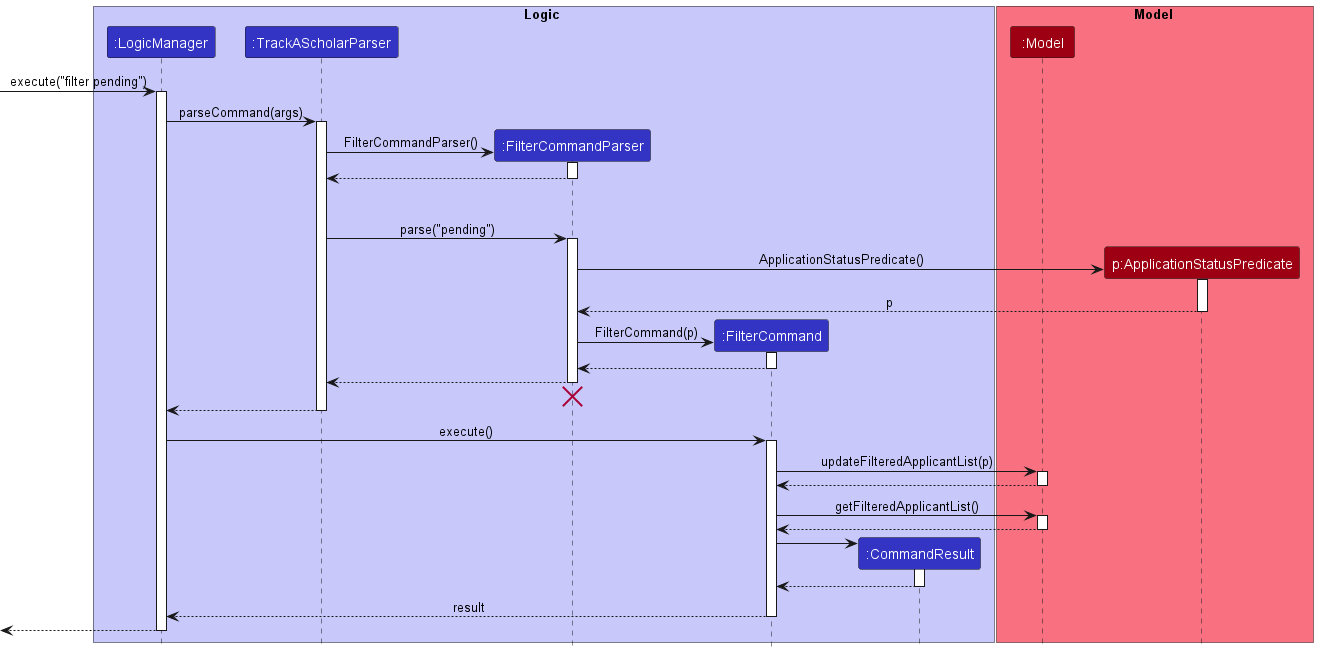 Logic
Model
:LogicManager
:TrackAScholarParser
:Model
execute("filter pending")
parseCommand(args)
FilterCommandParser()
:FilterCommandParser
parse("pending")
ApplicationStatusPredicate()
p:ApplicationStatusPredicate
p
FilterCommand(p)
:FilterCommand
execute()
updateFilteredApplicantList(p)
getFilteredApplicantList()
:CommandResult
result